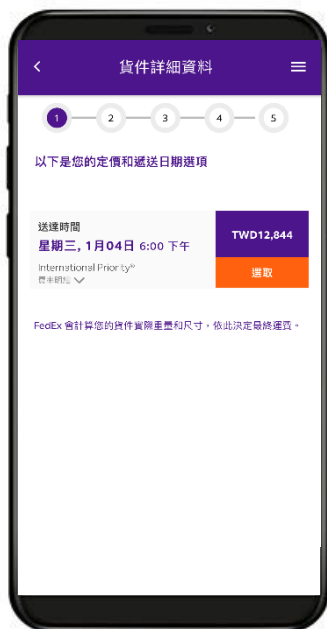 貨件詳細資料
1 2 3 4 5
以下是您的定價和遞送日期選項
送達時間
星期三, 1月04日 6:00 下午
TWD12,844
International Priority®
選取
FedEx 會計算您的貨件實際重量和尺寸，依此決定最終運費。